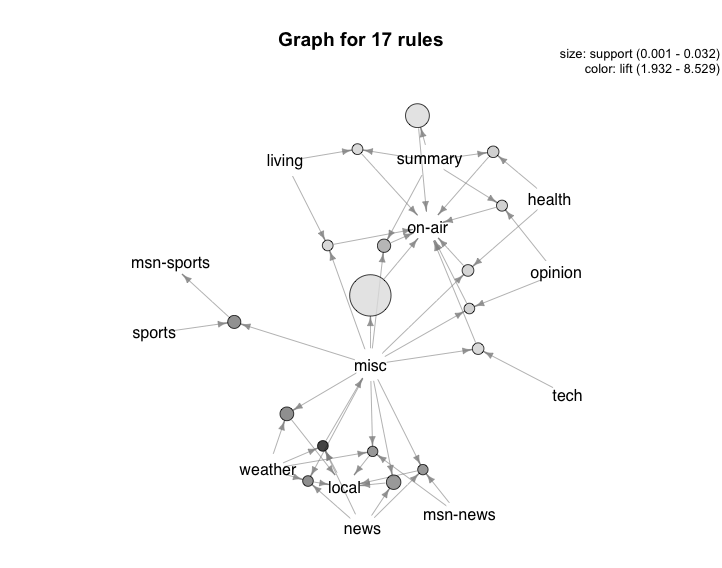 Graph for 17 rules
size: support (0.001 - 0.032)
color: lift (1.932 - 8.529)
living
summary
health
on-air
msn-sports
opinion
sports
misc
tech
weather
local
msn-news
news